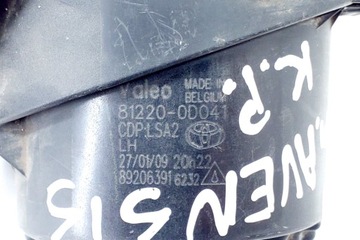 Valeo MADE IN
BELGIUM
81220-0D041
CDP:LSA2
LH
27/01/09 20h22
89206391 6232
K.P.
AVENSIS